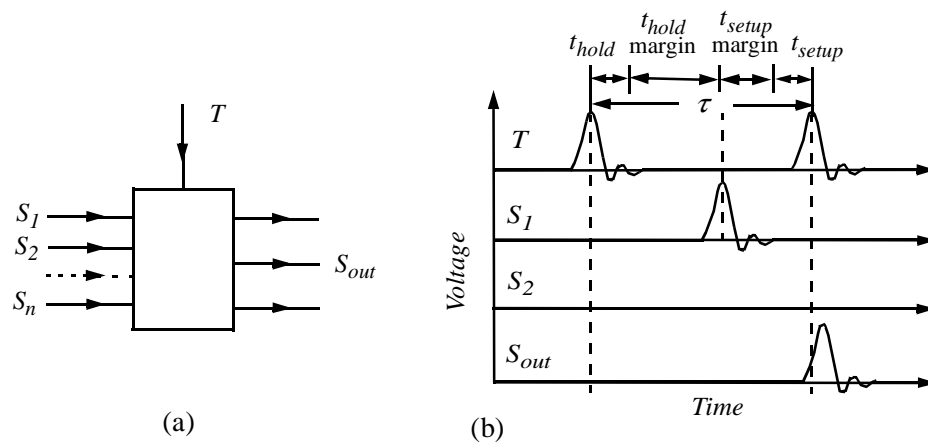 T
S1
S2
Sn
Sout
(a)
thold
thold margin
tsetup margin
tsetup
τ
T
S1
S2
Sout
Voltage
Time
(b)